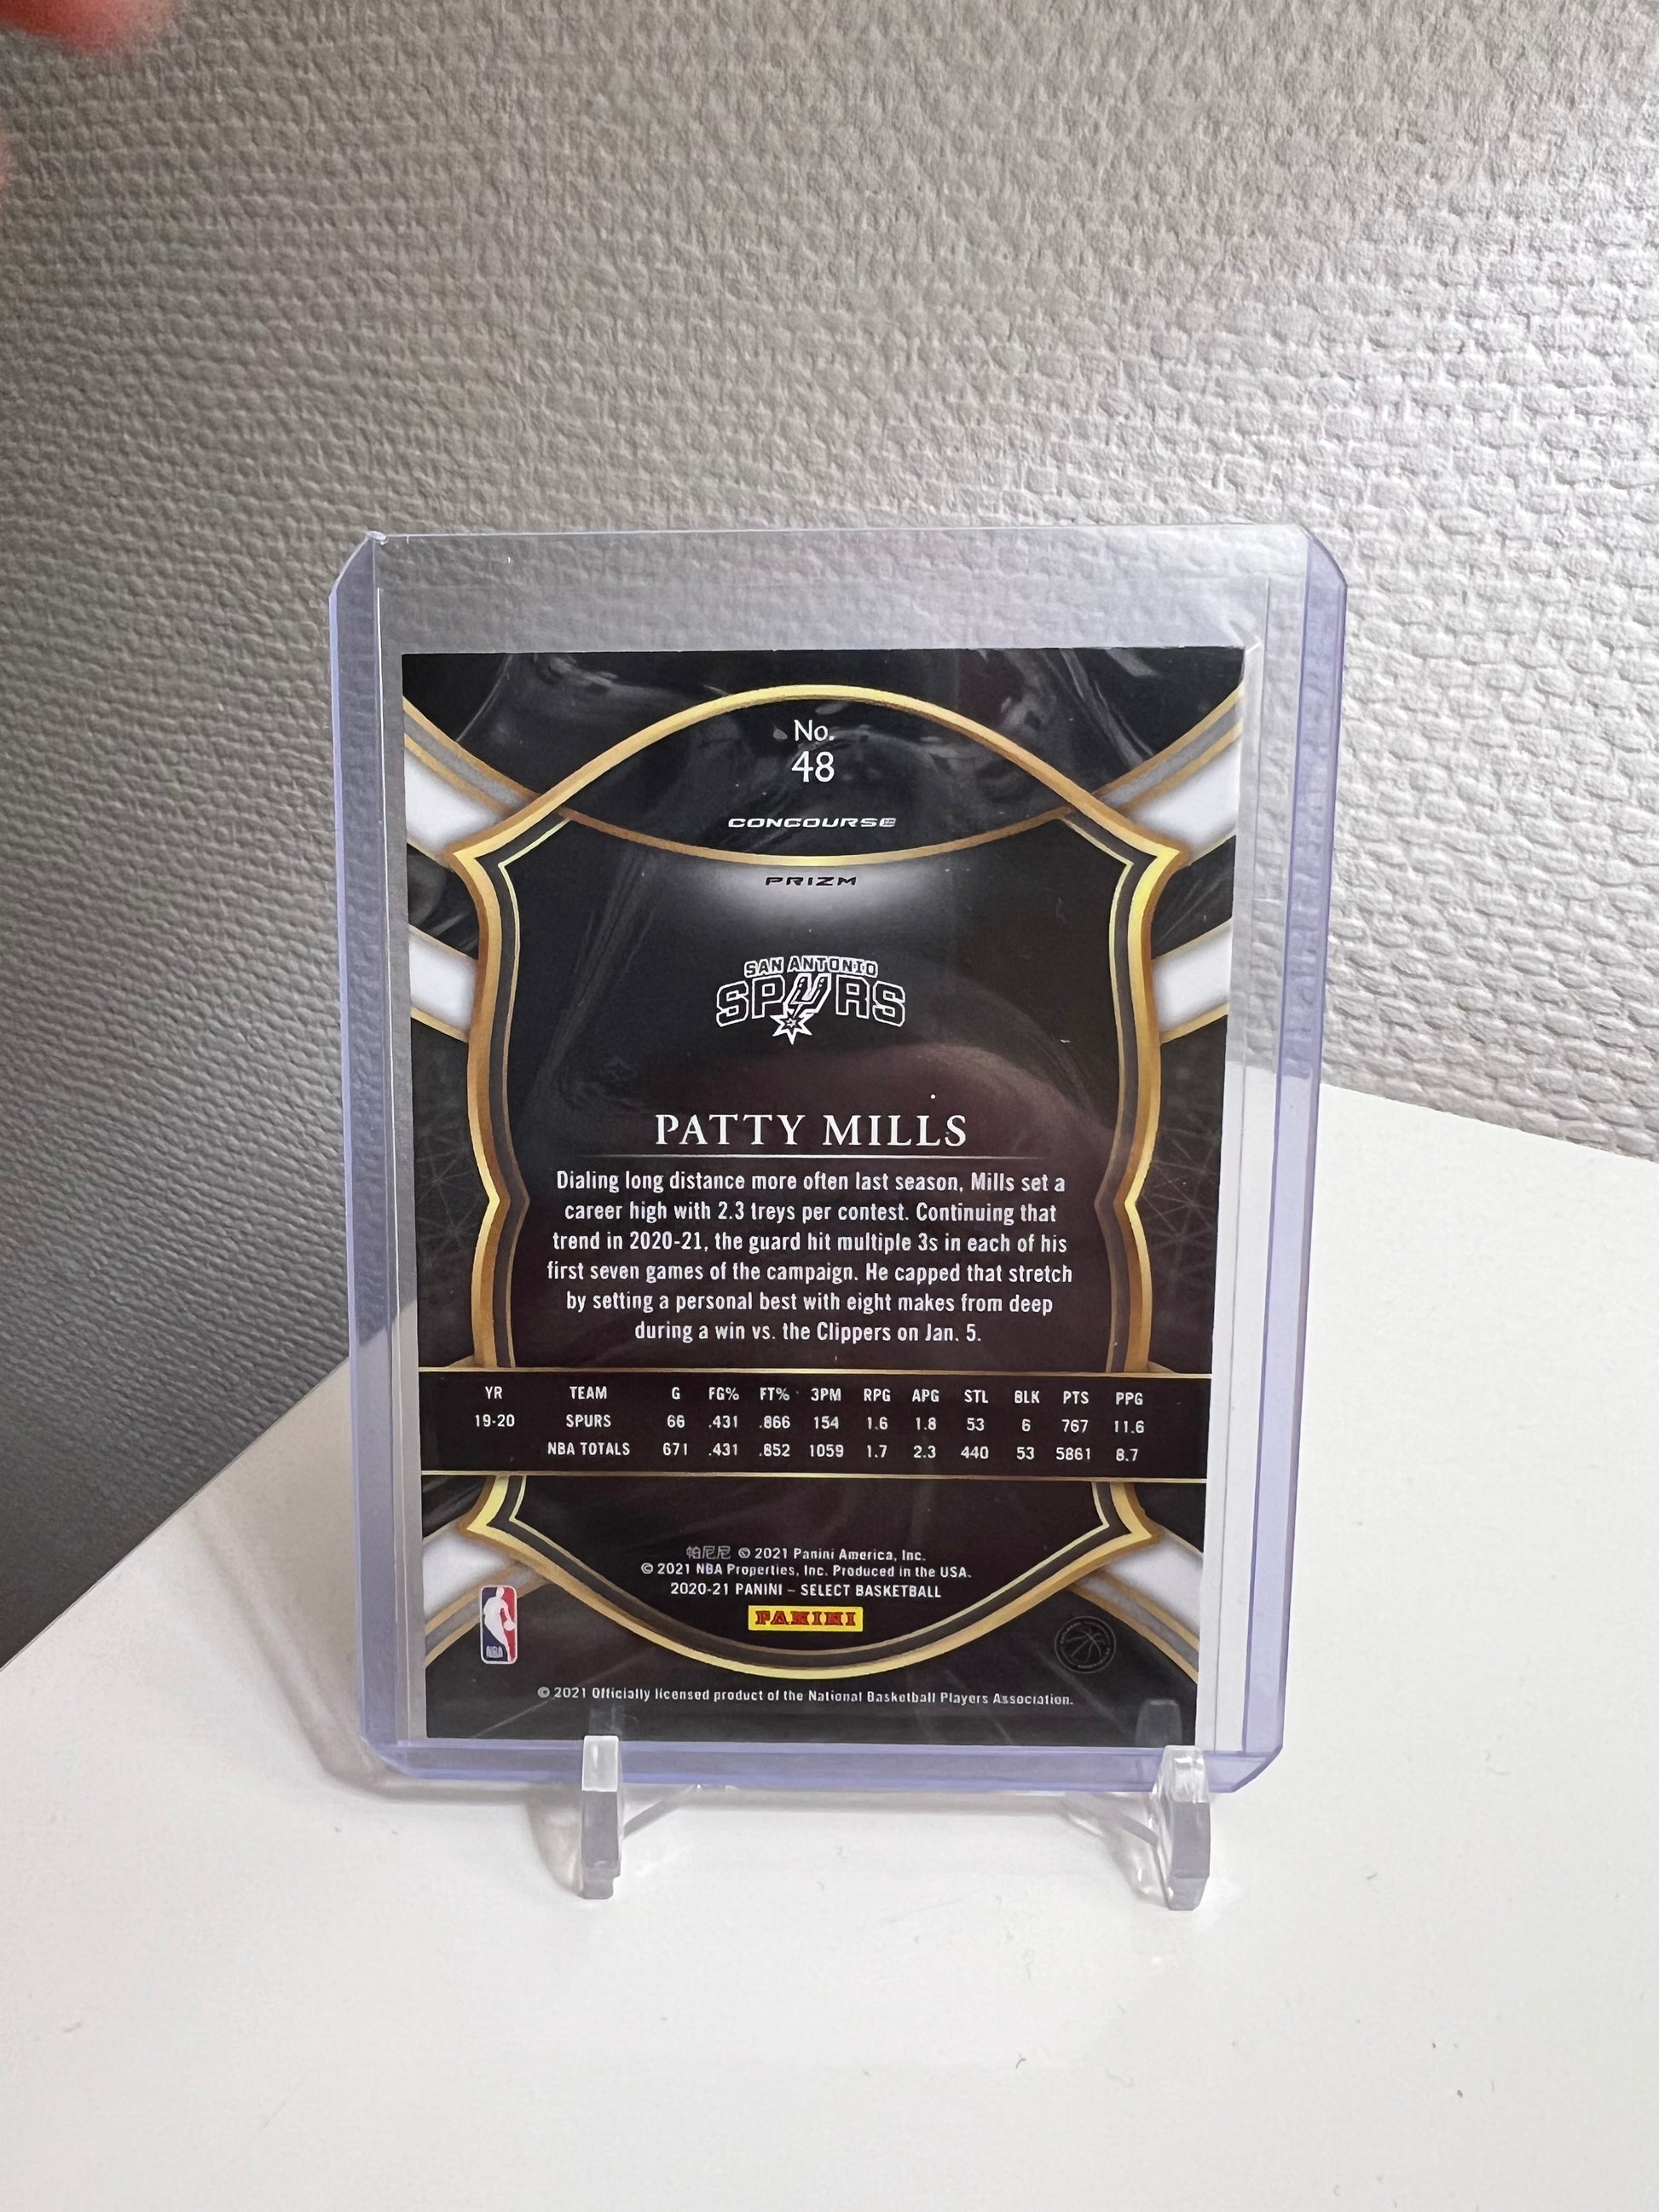 No.
48
CONCOURSE
PRIZM
SAN ANTONIO
SPURS
PATTY MILLS
Dialing long distance more often last season, Mills set a
career high with 2.3 treys per contest. Continuing that
trend in 2020-21, the guard hit multiple 3s in each of his
first seven games of the campaign. He capped that stretch
by setting a personal best with eight makes from deep
during a win vs. the Clippers on Jan. 5.
YR TEAM G FG% FT% 3PM RPG APG STL BLK PTS PPG
19-20 SPURS 66 .431 .866 154 1.6 1.8 53 6 767 11.6
NBA TOTALS 671 .431 .852 1059 1.7 2.3 440 53 5861 8.7
帕尼尼 © 2021 Panini America, Inc.
© 2021 NBA Properties, Inc. Produced in the USA.
2020-21 PANINI – SELECT BASKETBALL
PANINI
NBA
© 2021 Officially licensed product of the National Basketball Players Association.